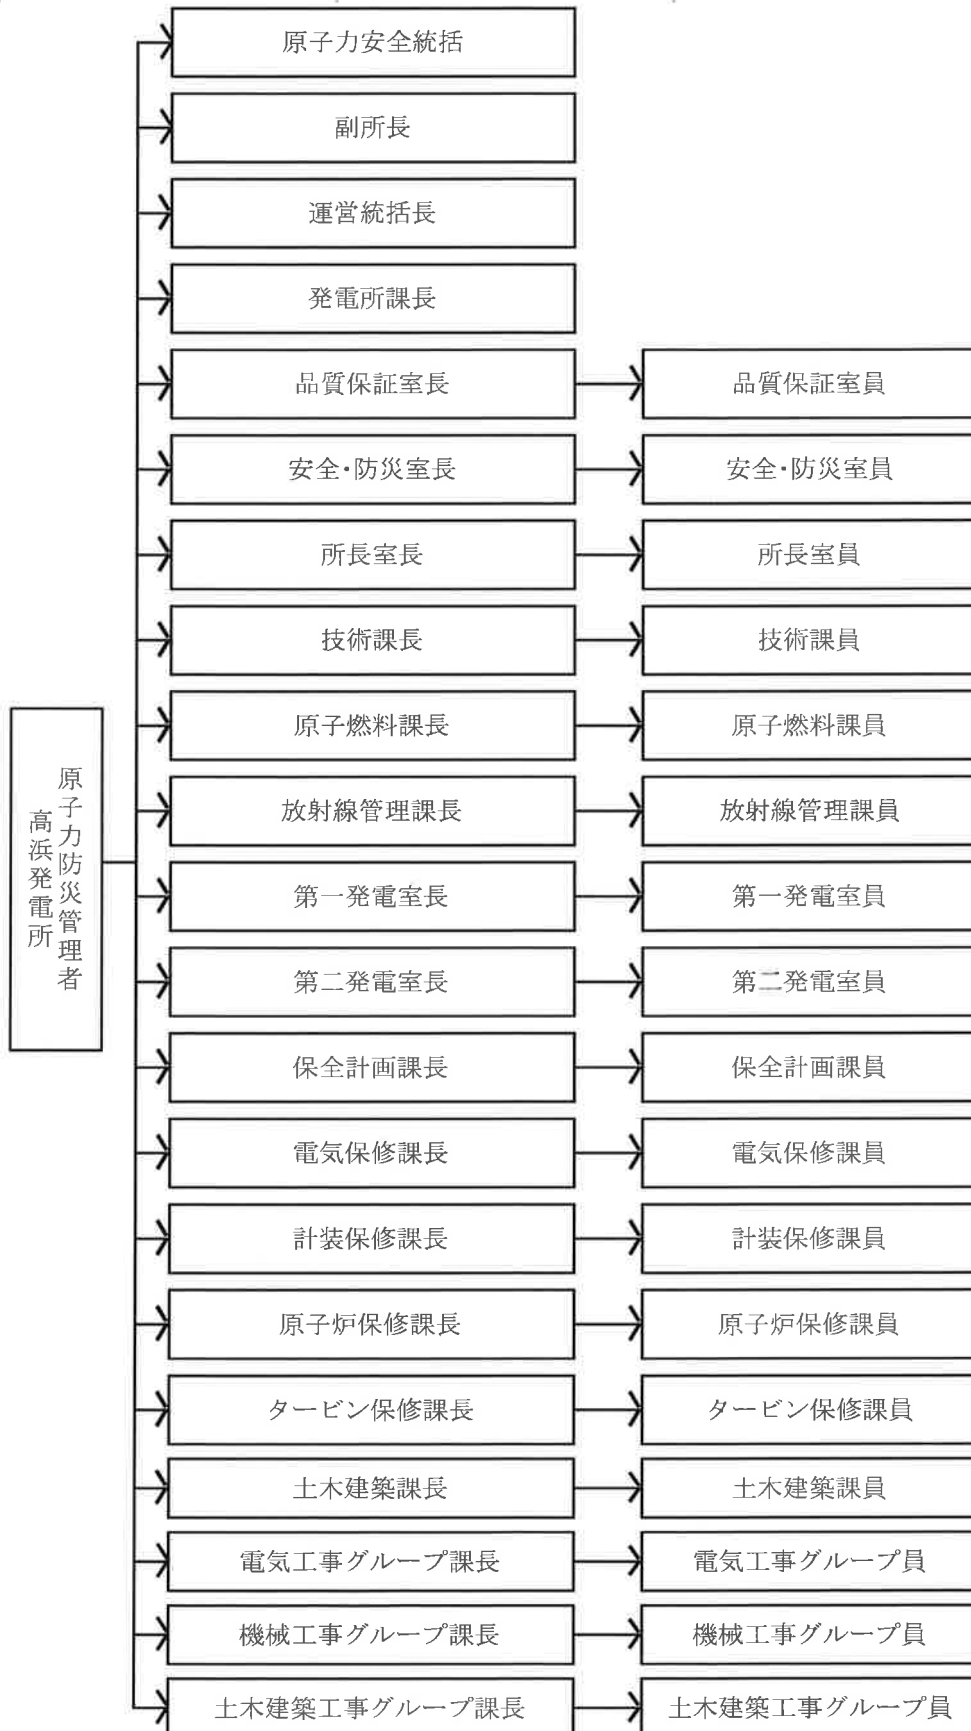 高浜発電所
原子力防災管理者
原子力安全統括
副所長
運営統括長
発電所課長
品質保証室長
品質保証室員
安全・防災室長
安全・防災室員
所長室長
所長室員
技術課長
技術課員
原子燃料課長
原子燃料課員
放射線管理課長
放射線管理課員
第一発電室長
第一発電室員
第二発電室長
第二発電室員
保全計画課長
保全計画課員
電気保修課長
電気保修課員
計装保修課長
計装保修課員
原子炉保修課長
原子炉保修課員
タービン保修課長
タービン保修課員
土木建築課長
土木建築課員
電気工事グループ課長
電気工事グループ員
機械工事グループ課長
機械工事グループ員
土木建築工事グループ課長
土木建築工事グループ員